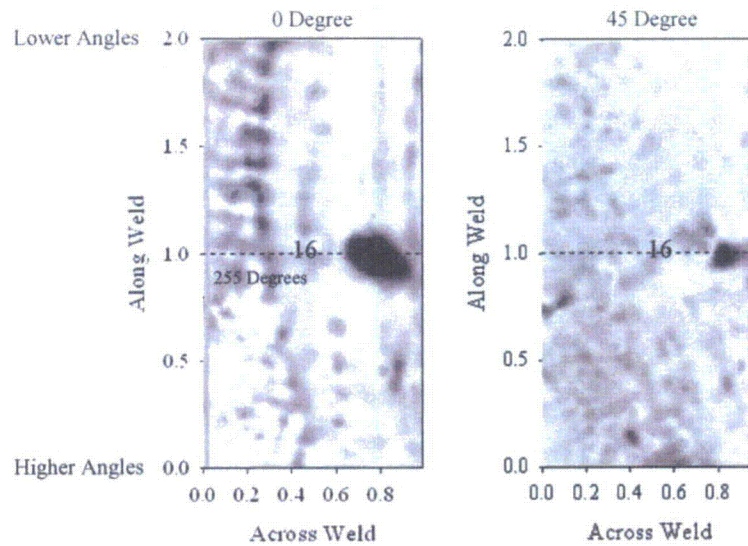 0 Degree
45 Degree
Lower Angles
Higher Angles
Along Weld
2.0
1.5
1.0
0.5
0.0
16
255 Degrees
0.0 0.2 0.4 0.6 0.8
Across Weld
Along Weld
2.0
1.5
1.0
0.5
0.0
16
0.0 0.2 0.4 0.6 0.8
Across Weld